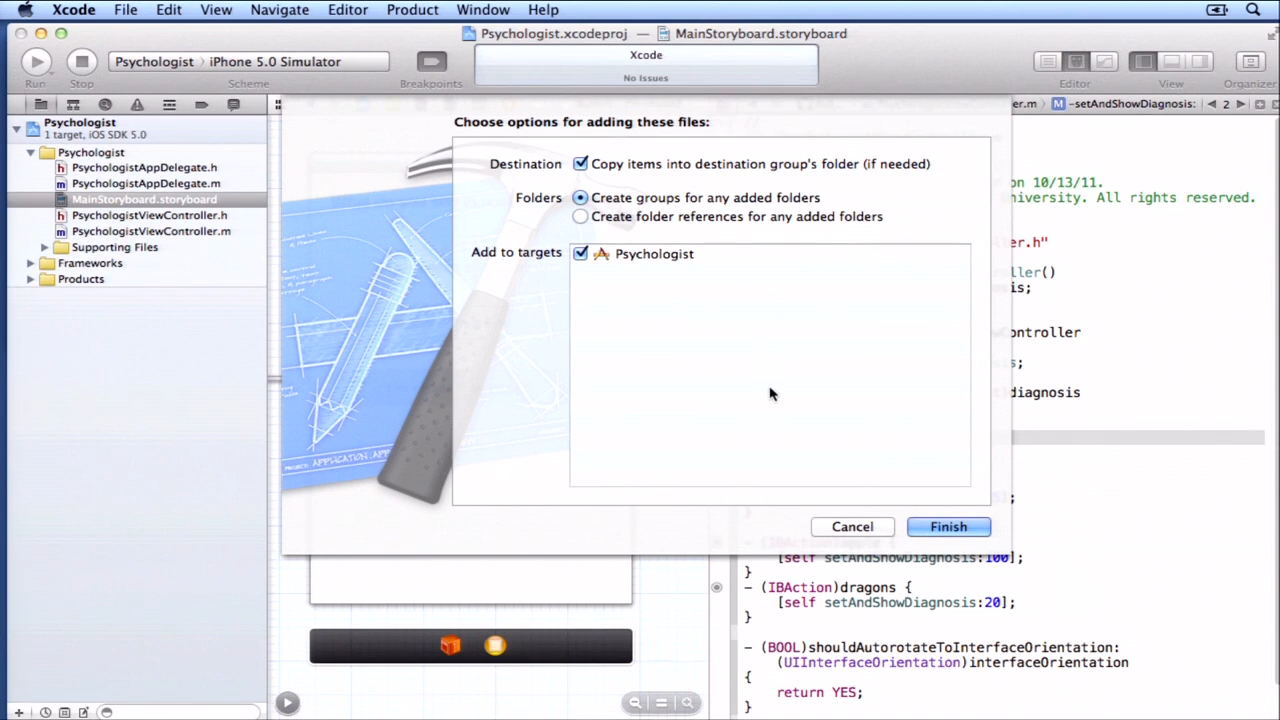 Xcode File Edit View Navigate Editor Product Window Help
Psychologist.xcodeproj — MainStoryboard.storyboard
Psychologist › iPhone 5.0 Simulator
Xcode
No Issues
Run Stop Scheme Breakpoints Editor View Organizer
er.m › M -setAndShowDiagnosis: 2
Psychologist
1 target, iOS SDK 5.0
Psychologist
h PsychologistAppDelegate.h
m PsychologistAppDelegate.m
MainStoryboard.storyboard
h PsychologistViewController.h
m PsychologistViewController.m
Supporting Files
Frameworks
Products
Choose options for adding these files:
Destination Copy items into destination group's folder (if needed)
Folders Create groups for any added folders
Create folder references for any added folders
Add to targets Psychologist
Cancel Finish
on 10/13/11.
niversity. All rights reserved.
er.h"
ller()
is;
wController
s;
diagnosis
];
}
[self setAndShowDiagnosis:100];
}
- (IBAction)dragons {
[self setAndShowDiagnosis:20];
}
- (BOOL)shouldAutorotateToInterfaceOrientation:
(UIInterfaceOrientation)interfaceOrientation
{
return YES;
}